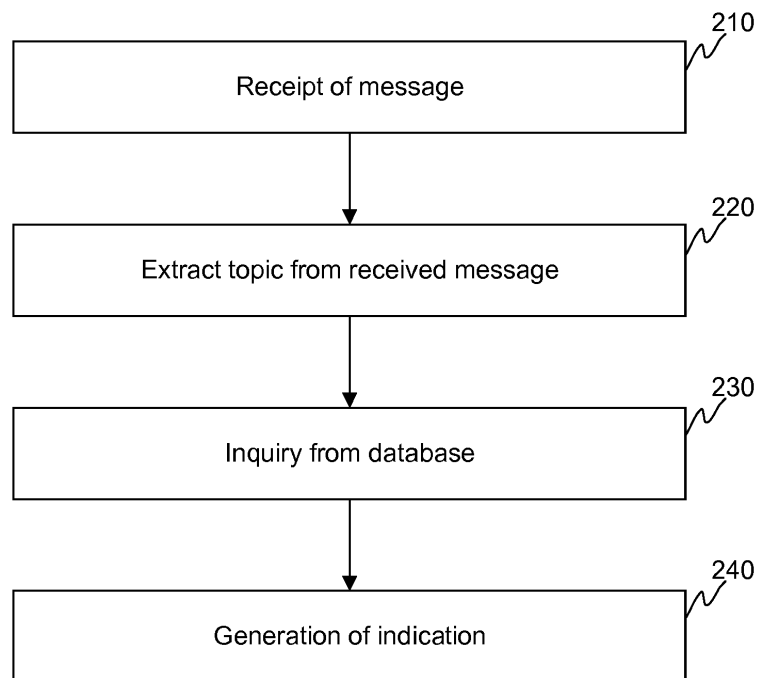 210
Receipt of message
220
Extract topic from received message
230
Inquiry from database
240
Generation of indication